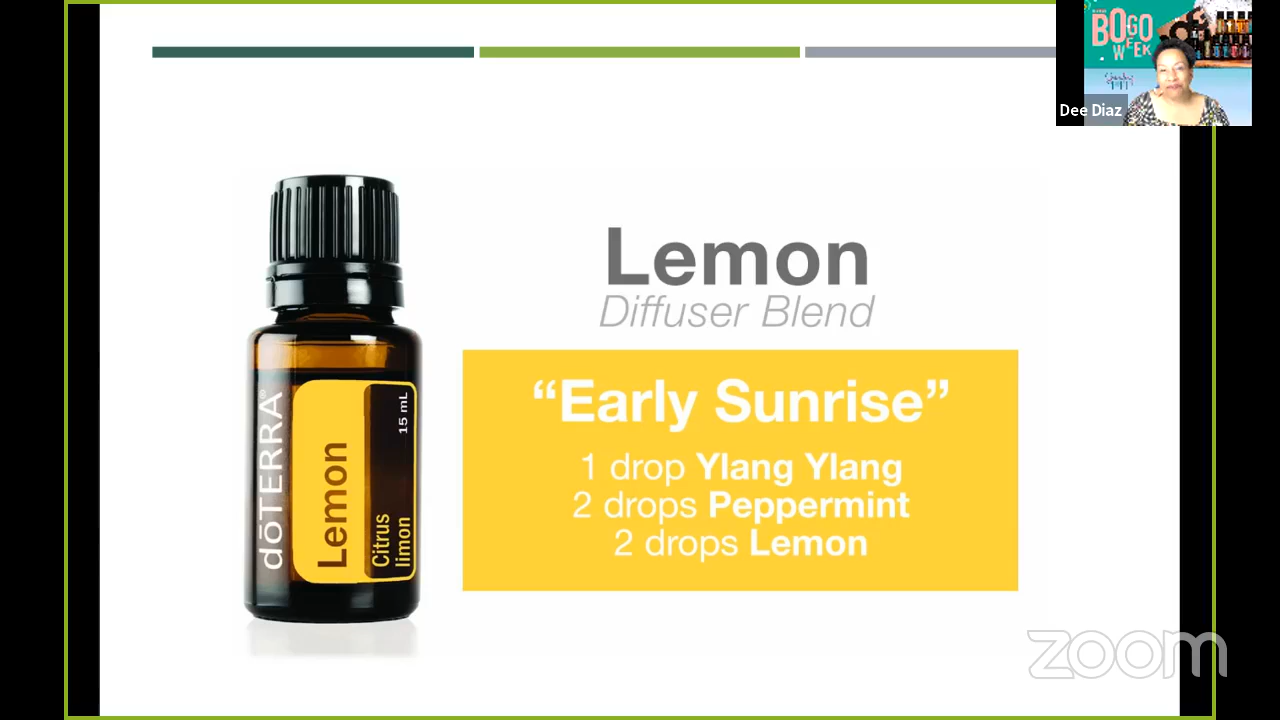 BOGO
WEEK
Dee Diaz
Lemon
Diffuser Blend
“Early Sunrise”
1 drop Ylang Ylang
2 drops Peppermint
2 drops Lemon
dōTERRA®
Lemon
Citrus
limon
15 mL
zoom